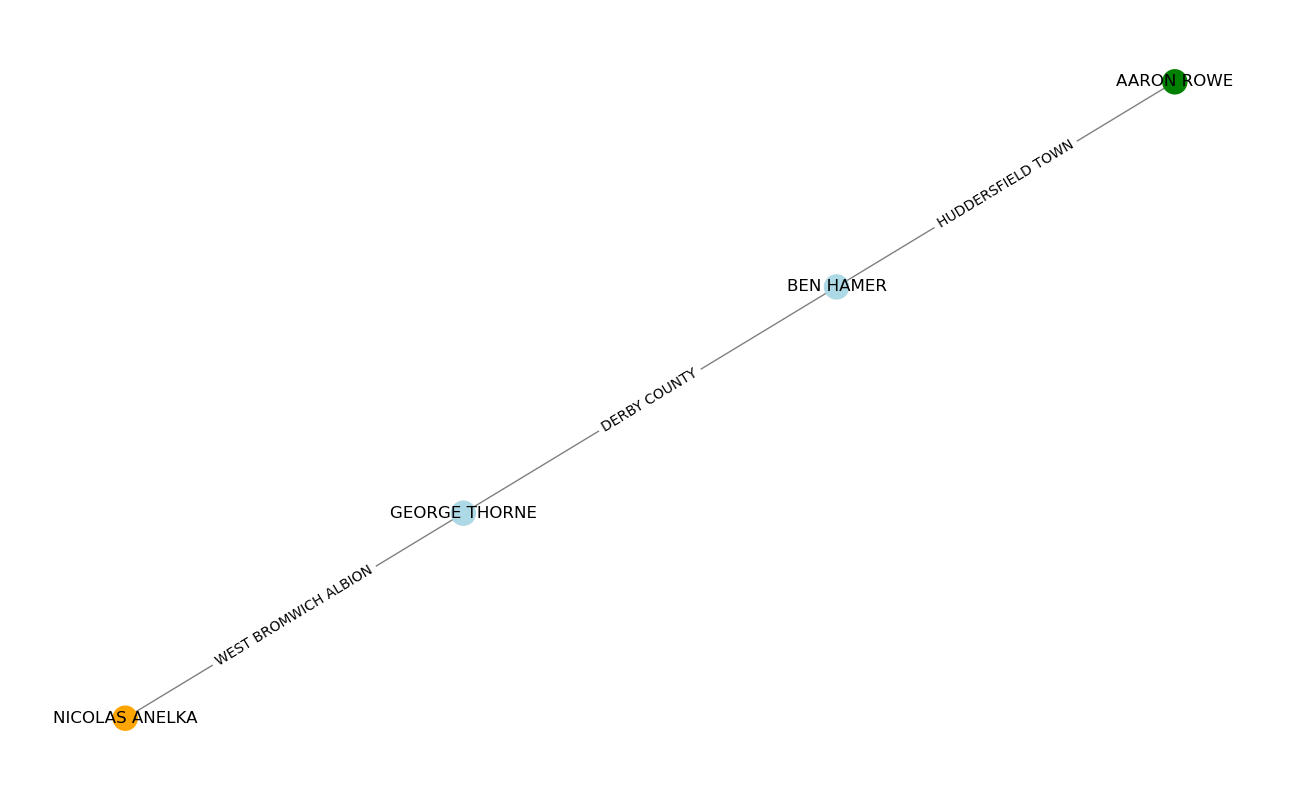 AARON ROWE
HUDDERSFIELD TOWN
BEN HAMER
DERBY COUNTY
GEORGE THORNE
WEST BROMWICH ALBION
NICOLAS ANELKA